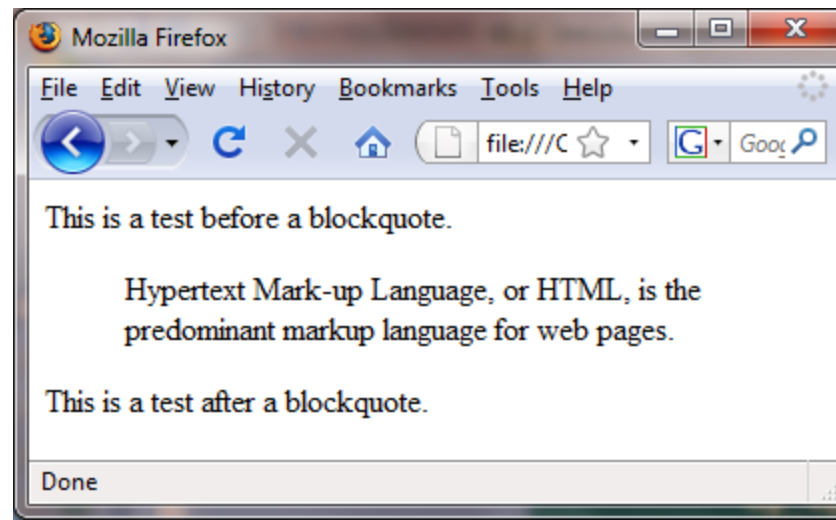 Mozilla Firefox
File Edit View History Bookmarks Tools Help
file:///C G
This is a test before a blockquote.
Hypertext Mark-up Language, or HTML, is the
predominant markup language for web pages.
This is a test after a blockquote.
Done